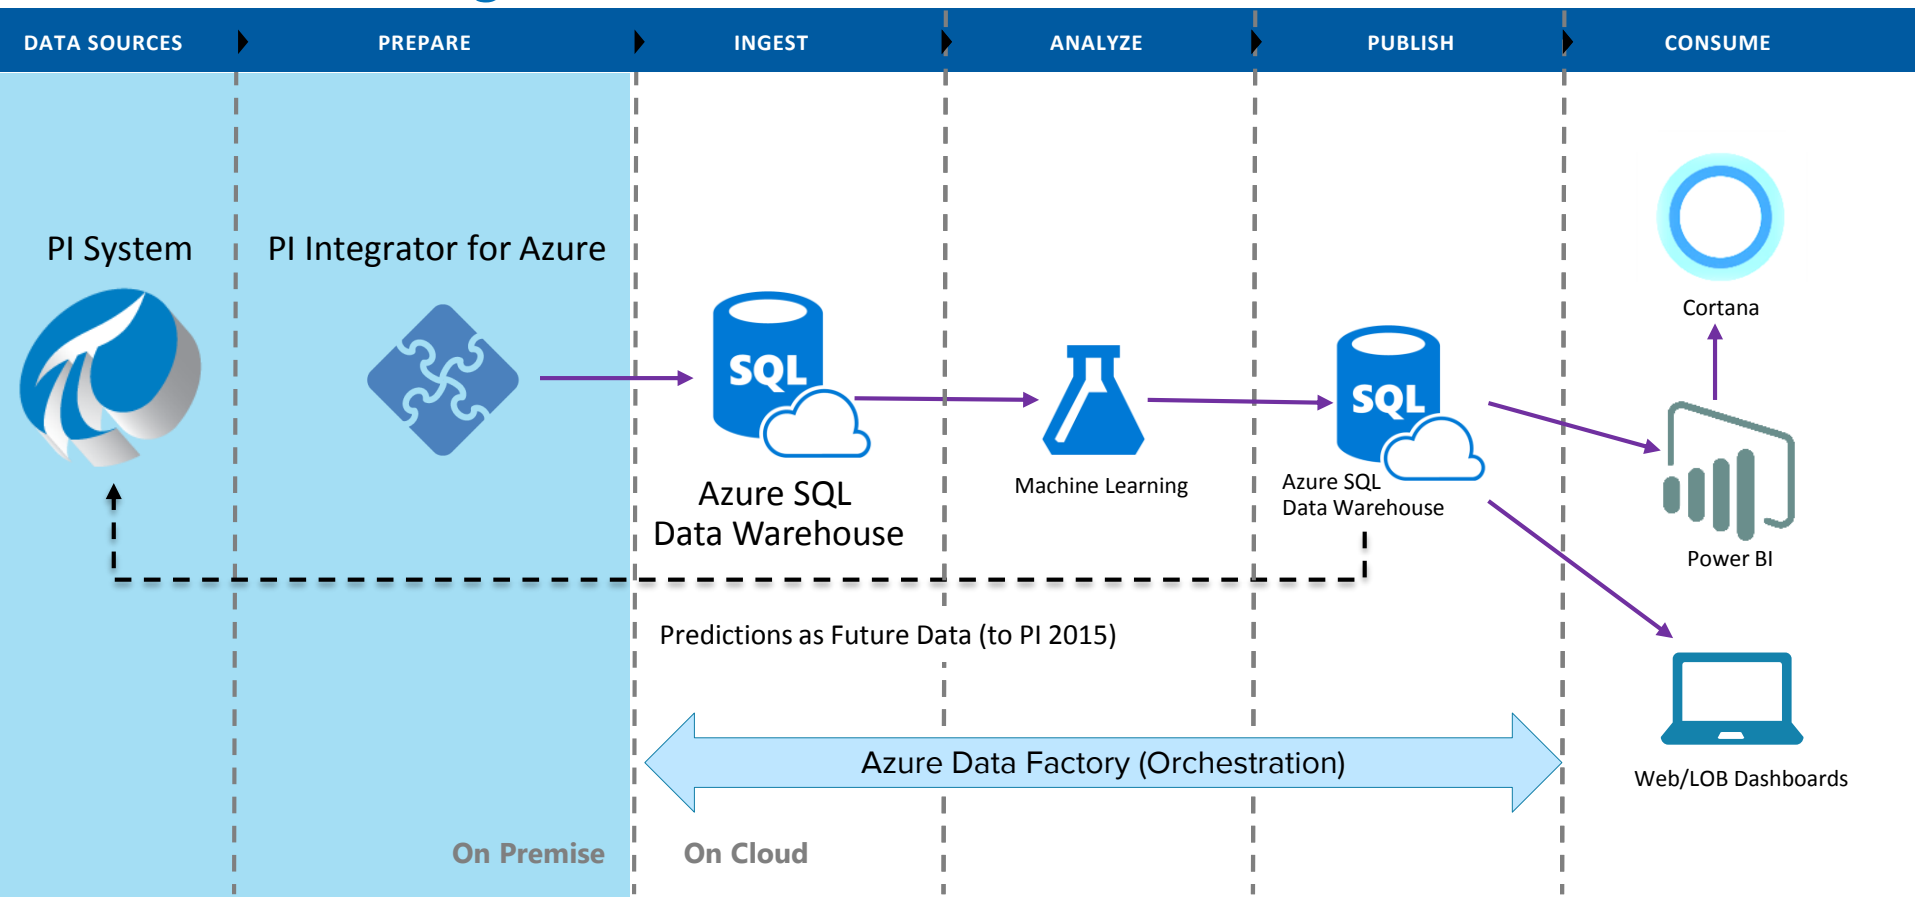 DATA SOURCES
PREPARE
INGEST
ANALYZE
PUBLISH
CONSUME
PI System
PI Integrator for Azure
SQL
Azure SQL
Data Warehouse
Machine Learning
SQL
Azure SQL
Data Warehouse
Cortana
Power BI
Predictions as Future Data (to PI 2015)
Azure Data Factory (Orchestration)
Web/LOB Dashboards
On Premise
On Cloud